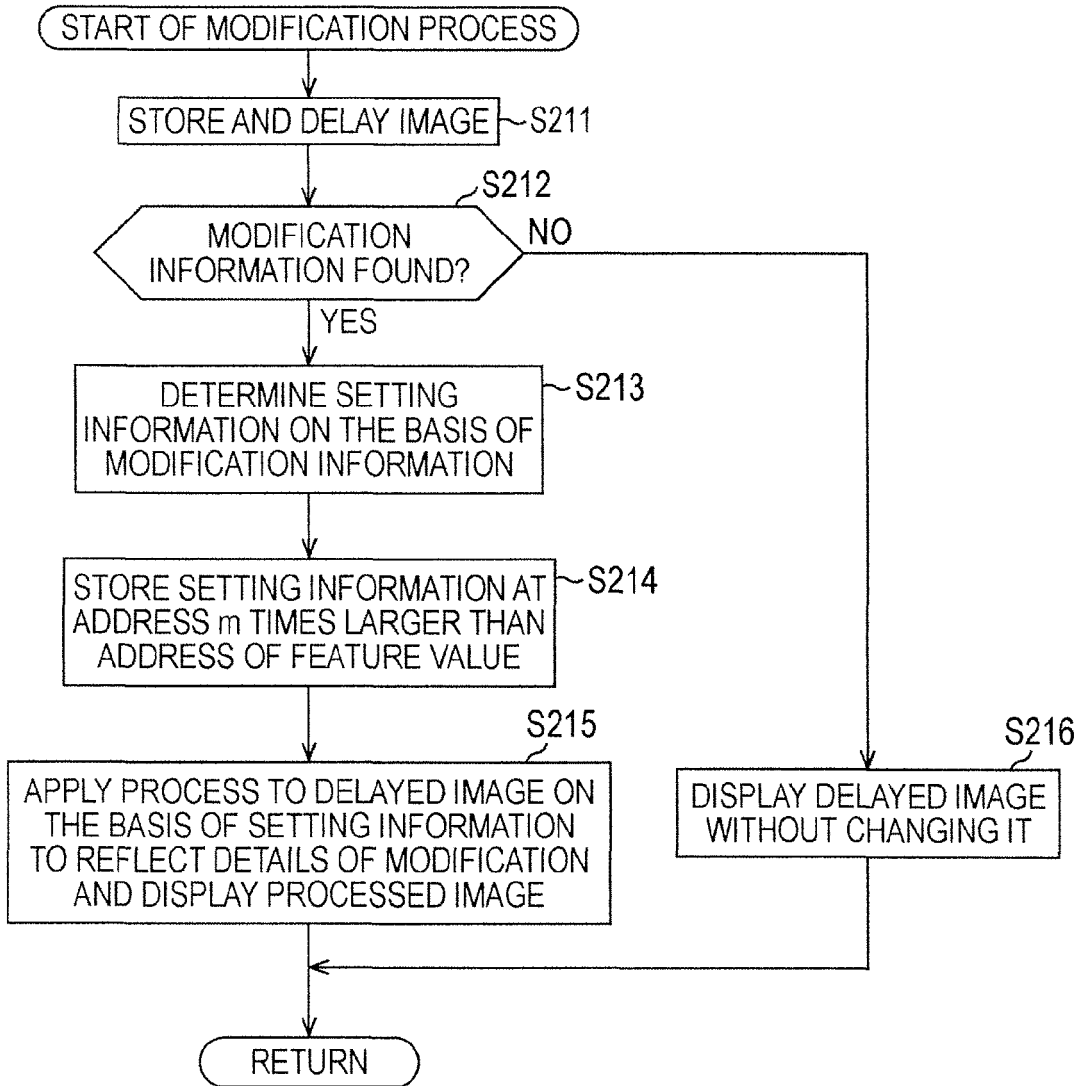 START OF MODIFICATION PROCESS
STORE AND DELAY IMAGE
S211
S212
MODIFICATION
INFORMATION FOUND?
NO
YES
DETERMINE SETTING
INFORMATION ON THE BASIS OF
MODIFICATION INFORMATION
S213
STORE SETTING INFORMATION AT
ADDRESS m TIMES LARGER THAN
ADDRESS OF FEATURE VALUE
S214
S215
APPLY PROCESS TO DELAYED IMAGE ON
THE BASIS OF SETTING INFORMATION
TO REFLECT DETAILS OF MODIFICATION
AND DISPLAY PROCESSED IMAGE
S216
DISPLAY DELAYED IMAGE
WITHOUT CHANGING IT
RETURN